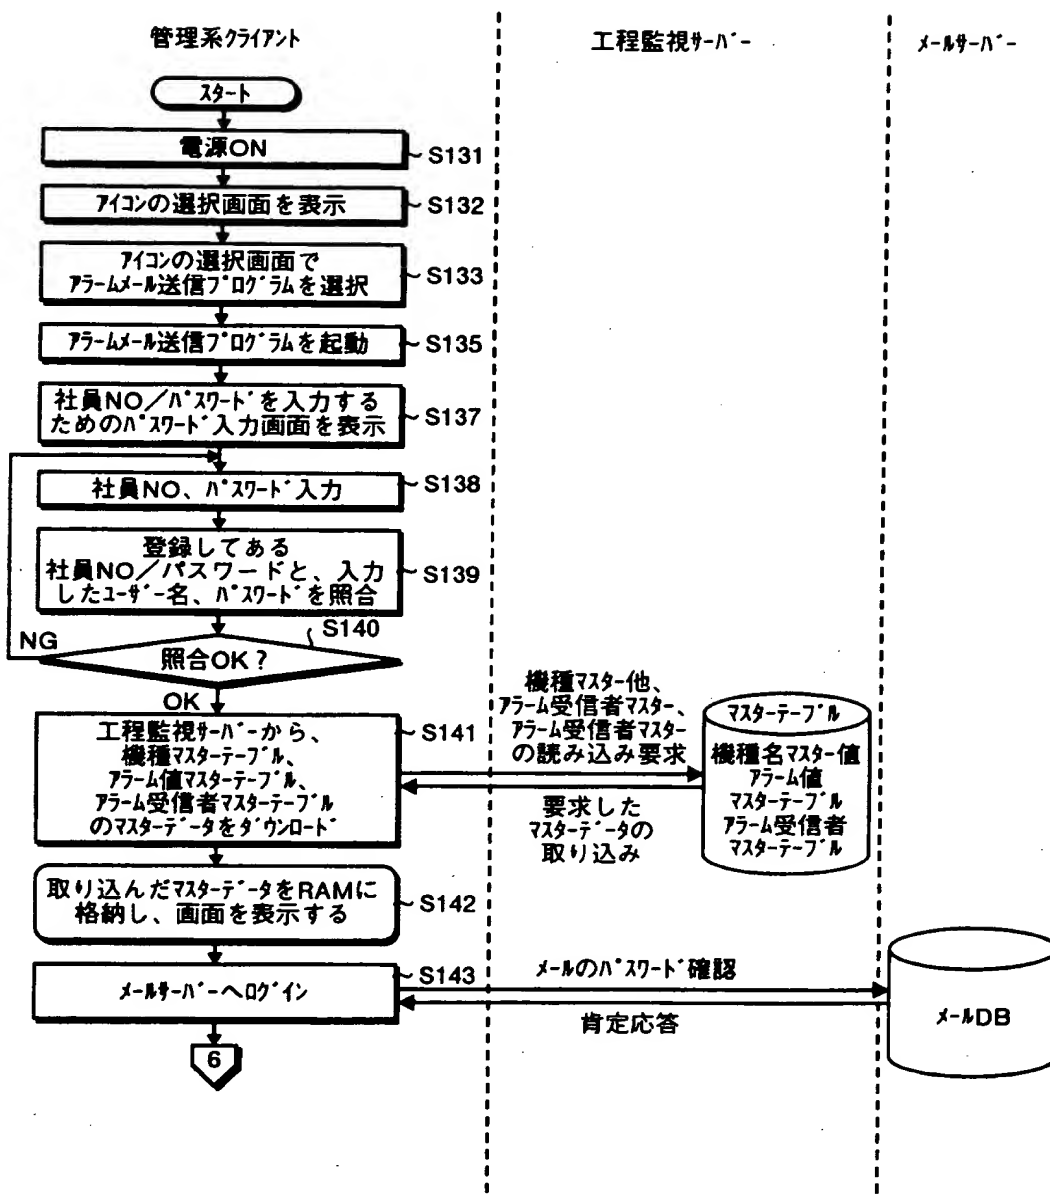 管理系ｸﾗｲｱﾝﾄ
工程監視ｻｰﾊﾞｰ
ﾒｰﾙｻｰﾊﾞｰ
ｽﾀｰﾄ
電源ON
S131
ｱｲｺﾝの選択画面を表示
S132
ｱｲｺﾝの選択画面で
ｱﾗｰﾑﾒｰﾙ送信ﾌﾟﾛｸﾞﾗﾑを選択
S133
ｱﾗｰﾑﾒｰﾙ送信ﾌﾟﾛｸﾞﾗﾑを起動
S135
社員NO／ﾊﾟｽﾜｰﾄﾞを入力する
ためのﾊﾟｽﾜｰﾄﾞ入力画面を表示
S137
社員NO、ﾊﾟｽﾜｰﾄﾞ入力
S138
登録してある
社員NO／パスワードと、入力
したﾕｰｻﾞｰ名、ﾊﾟｽﾜｰﾄﾞを照合
S139
S140
NG
照合OK？
OK
工程監視ｻｰﾊﾞｰから、
機種ﾏｽﾀｰﾃｰﾌﾞﾙ、
ｱﾗｰﾑ値ﾏｽﾀｰﾃｰﾌﾞﾙ、
ｱﾗｰﾑ受信者ﾏｽﾀｰﾃｰﾌﾞﾙ
のﾏｽﾀｰﾃﾞｰﾀをﾀﾞｳﾝﾛｰﾄﾞ
S141
機種ﾏｽﾀｰ他、
ｱﾗｰﾑ受信者ﾏｽﾀｰ、
ｱﾗｰﾑ受信者ﾏｽﾀｰ
の読み込み要求
要求した
ﾏｽﾀｰﾃﾞｰﾀの
取り込み
ﾏｽﾀｰﾃｰﾌﾞﾙ
機種名ﾏｽﾀｰ値
ｱﾗｰﾑ値
ﾏｽﾀｰﾃｰﾌﾞﾙ
ｱﾗｰﾑ受信者
ﾏｽﾀｰﾃｰﾌﾞﾙ
取り込んだﾏｽﾀｰﾃﾞｰﾀをRAMに
格納し、画面を表示する
S142
ﾒｰﾙｻｰﾊﾞｰへﾛｸﾞｲﾝ
S143
ﾒｰﾙのﾊﾟｽﾜｰﾄﾞ確認
肯定応答
ﾒｰﾙDB
6